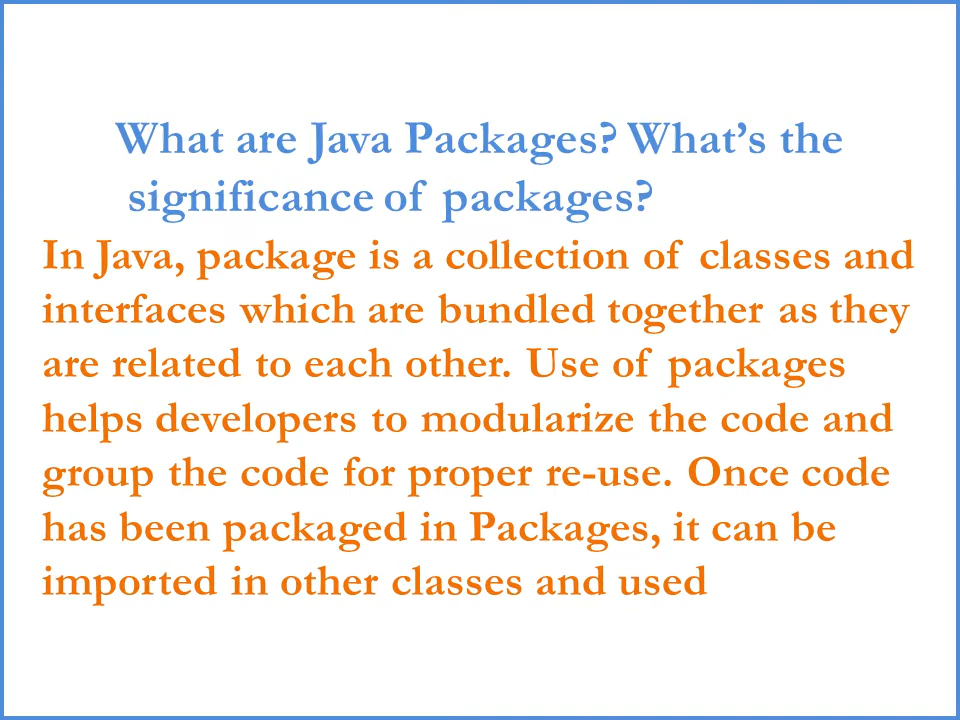 What are Java Packages? What’s the
significance of packages?
In Java, package is a collection of classes and
interfaces which are bundled together as they
are related to each other. Use of packages
helps developers to modularize the code and
group the code for proper re-use. Once code
has been packaged in Packages, it can be
imported in other classes and used